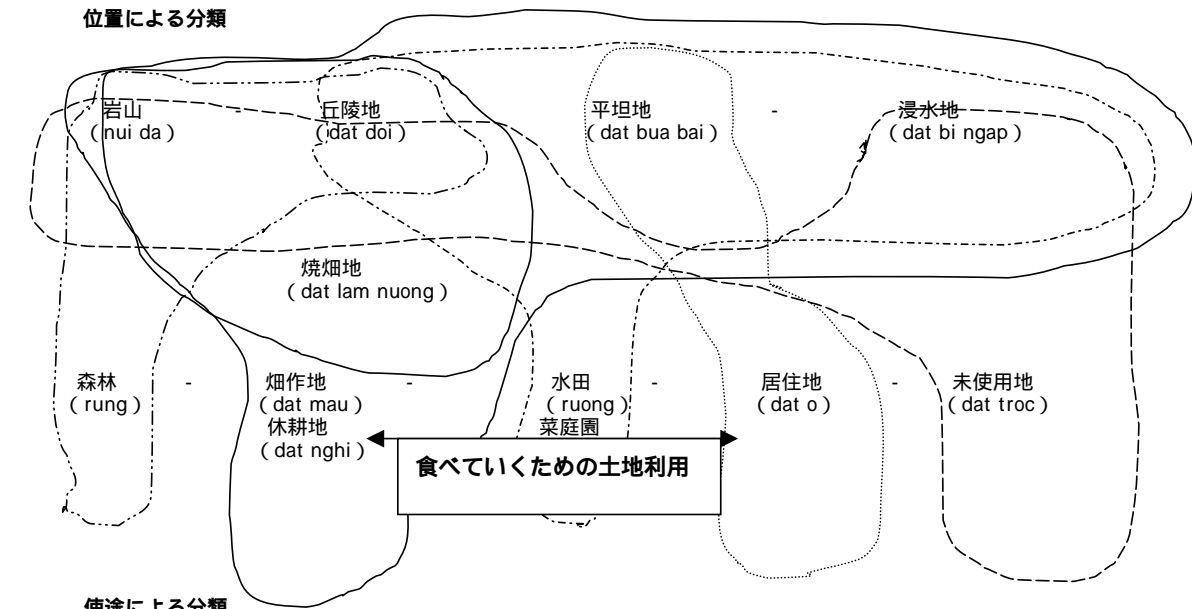 位置による分類
岩山 - 丘陵地 平坦地 - 浸水地
（nui da） （dat doi） （dat bua bai） （dat bi ngap）
焼畑地
（dat lam nuong）
森林 - 畑作地 - 水田 - 居住地 - 未使用地
（rung） （dat mau） （ruong） （dat o） （dat troc）
休耕地 菜庭園
（dat nghi）
食べていくための土地利用
使途による分類